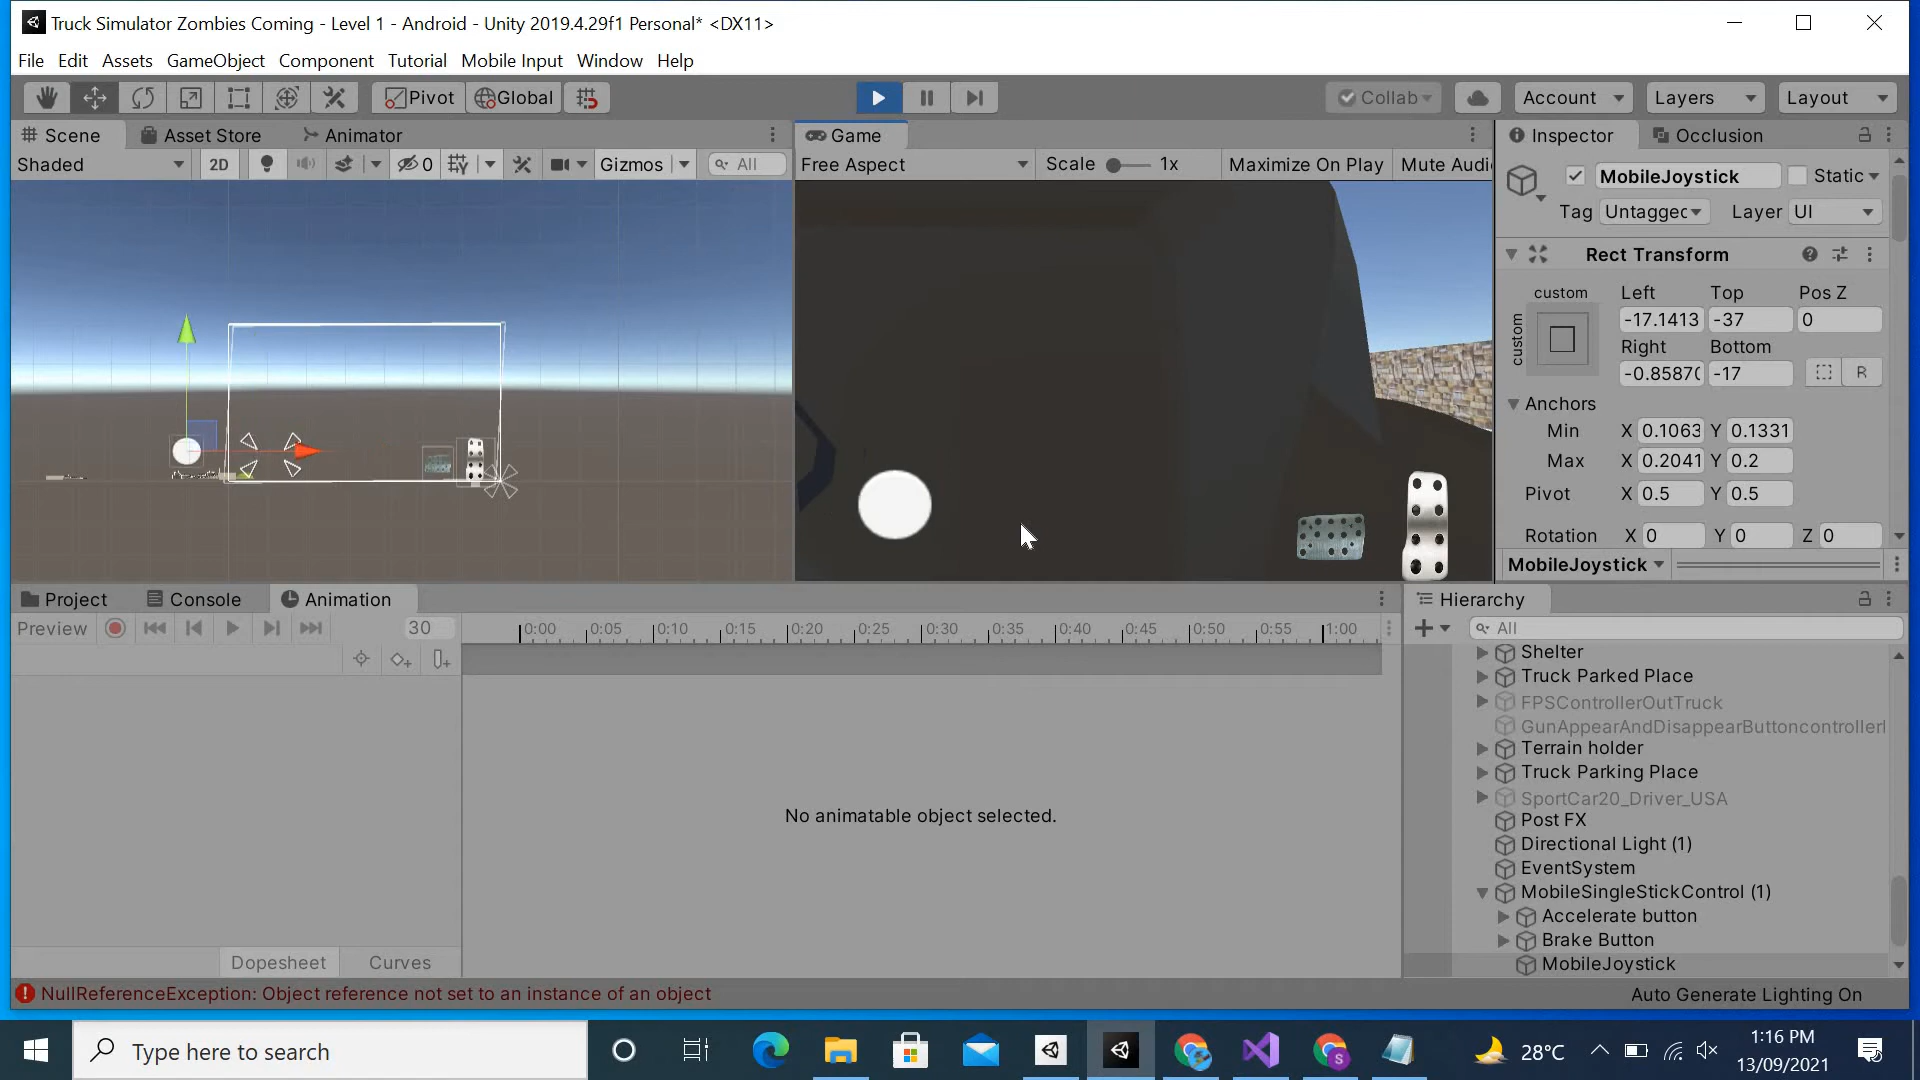 Truck Simulator Zombies Coming - Level 1 - Android - Unity 2019.4.29f1 Personal* <DX11>
File Edit Assets GameObject Component Tutorial Mobile Input Window Help
Pivot Global Collab Account Layers Layout
Scene Asset Store Animator
Shaded 2D 0 Gizmos All
Game
Free Aspect Scale 1x Maximize On Play Mute Audi
Inspector Occlusion
MobileJoystick Static
Tag Untagged Layer UI
Rect Transform
custom Left Top Pos Z
custom
-17.1413 -37 0
Right Bottom
-0.8587 -17 R
Anchors
Min X 0.1063 Y 0.1331
Max X 0.2041 Y 0.2
Pivot X 0.5 Y 0.5
Rotation X 0 Y 0 Z 0
MobileJoystick
Project Console Animation
Preview 30 0:00 0:05 0:10 0:15 0:20 0:25 0:30 0:35 0:40 0:45 0:50 0:55 1:00
No animatable object selected.
Dopesheet Curves
Hierarchy
All
Shelter
Truck Parked Place
FPSControllerOutTruck
GunAppearAndDisappearButtoncontrollerI
Terrain holder
Truck Parking Place
SportCar20_Driver_USA
Post FX
Directional Light (1)
EventSystem
MobileSingleStickControl (1)
Accelerate button
Brake Button
MobileJoystick
NullReferenceException: Object reference not set to an instance of an object
Auto Generate Lighting On
Type here to search
S
28°C
1:16 PM
13/09/2021